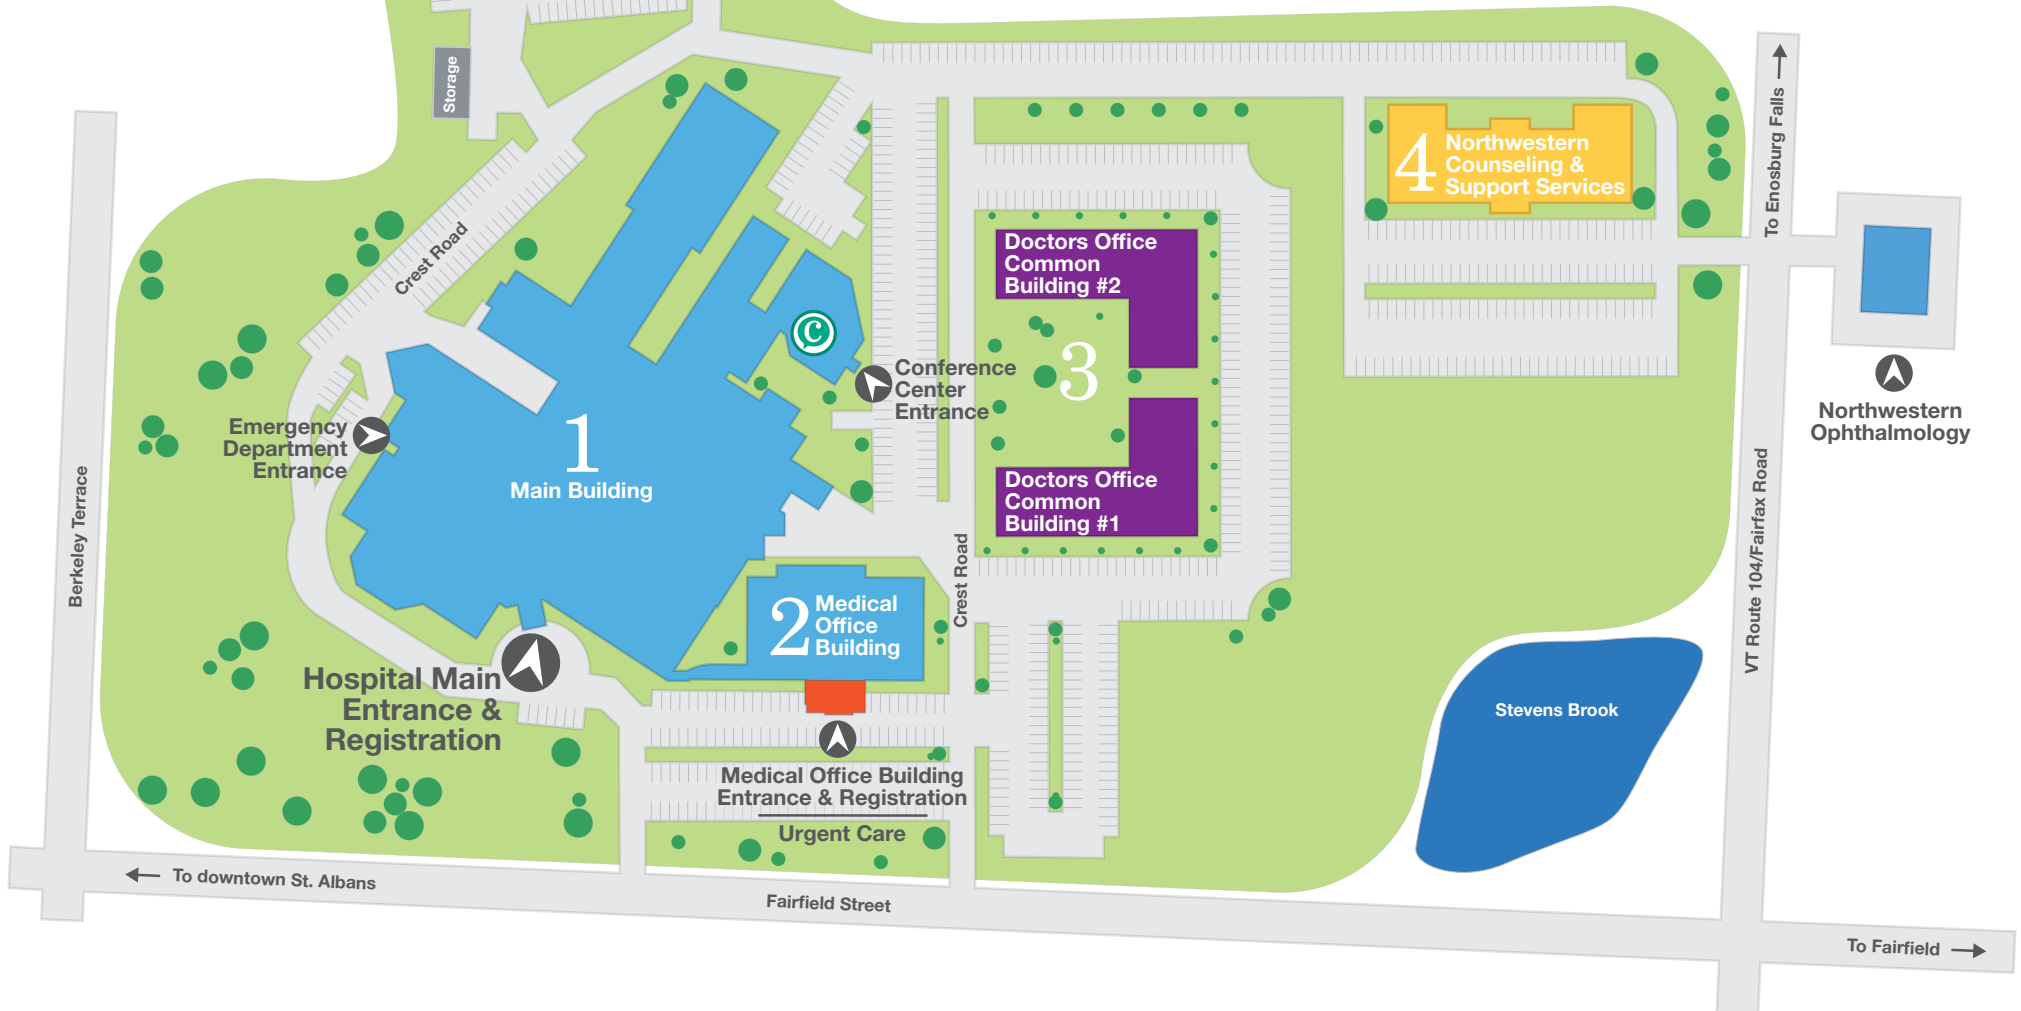 Storage
To Enosburg Falls
4
Northwestern
Counseling &
Support Services
Crest Road
Doctors Office
Common
Building #2
C
3
Conference
Center
Entrance
Northwestern
Ophthalmology
Emergency
Department
Entrance
1
Main Building
Doctors Office
Common
Building #1
Berkeley Terrace
Crest Road
VT Route 104/Fairfax Road
2
Medical
Office
Building
Hospital Main
Entrance &
Registration
Stevens Brook
Medical Office Building
Entrance & Registration
Urgent Care
To downtown St. Albans
Fairfield Street
To Fairfield